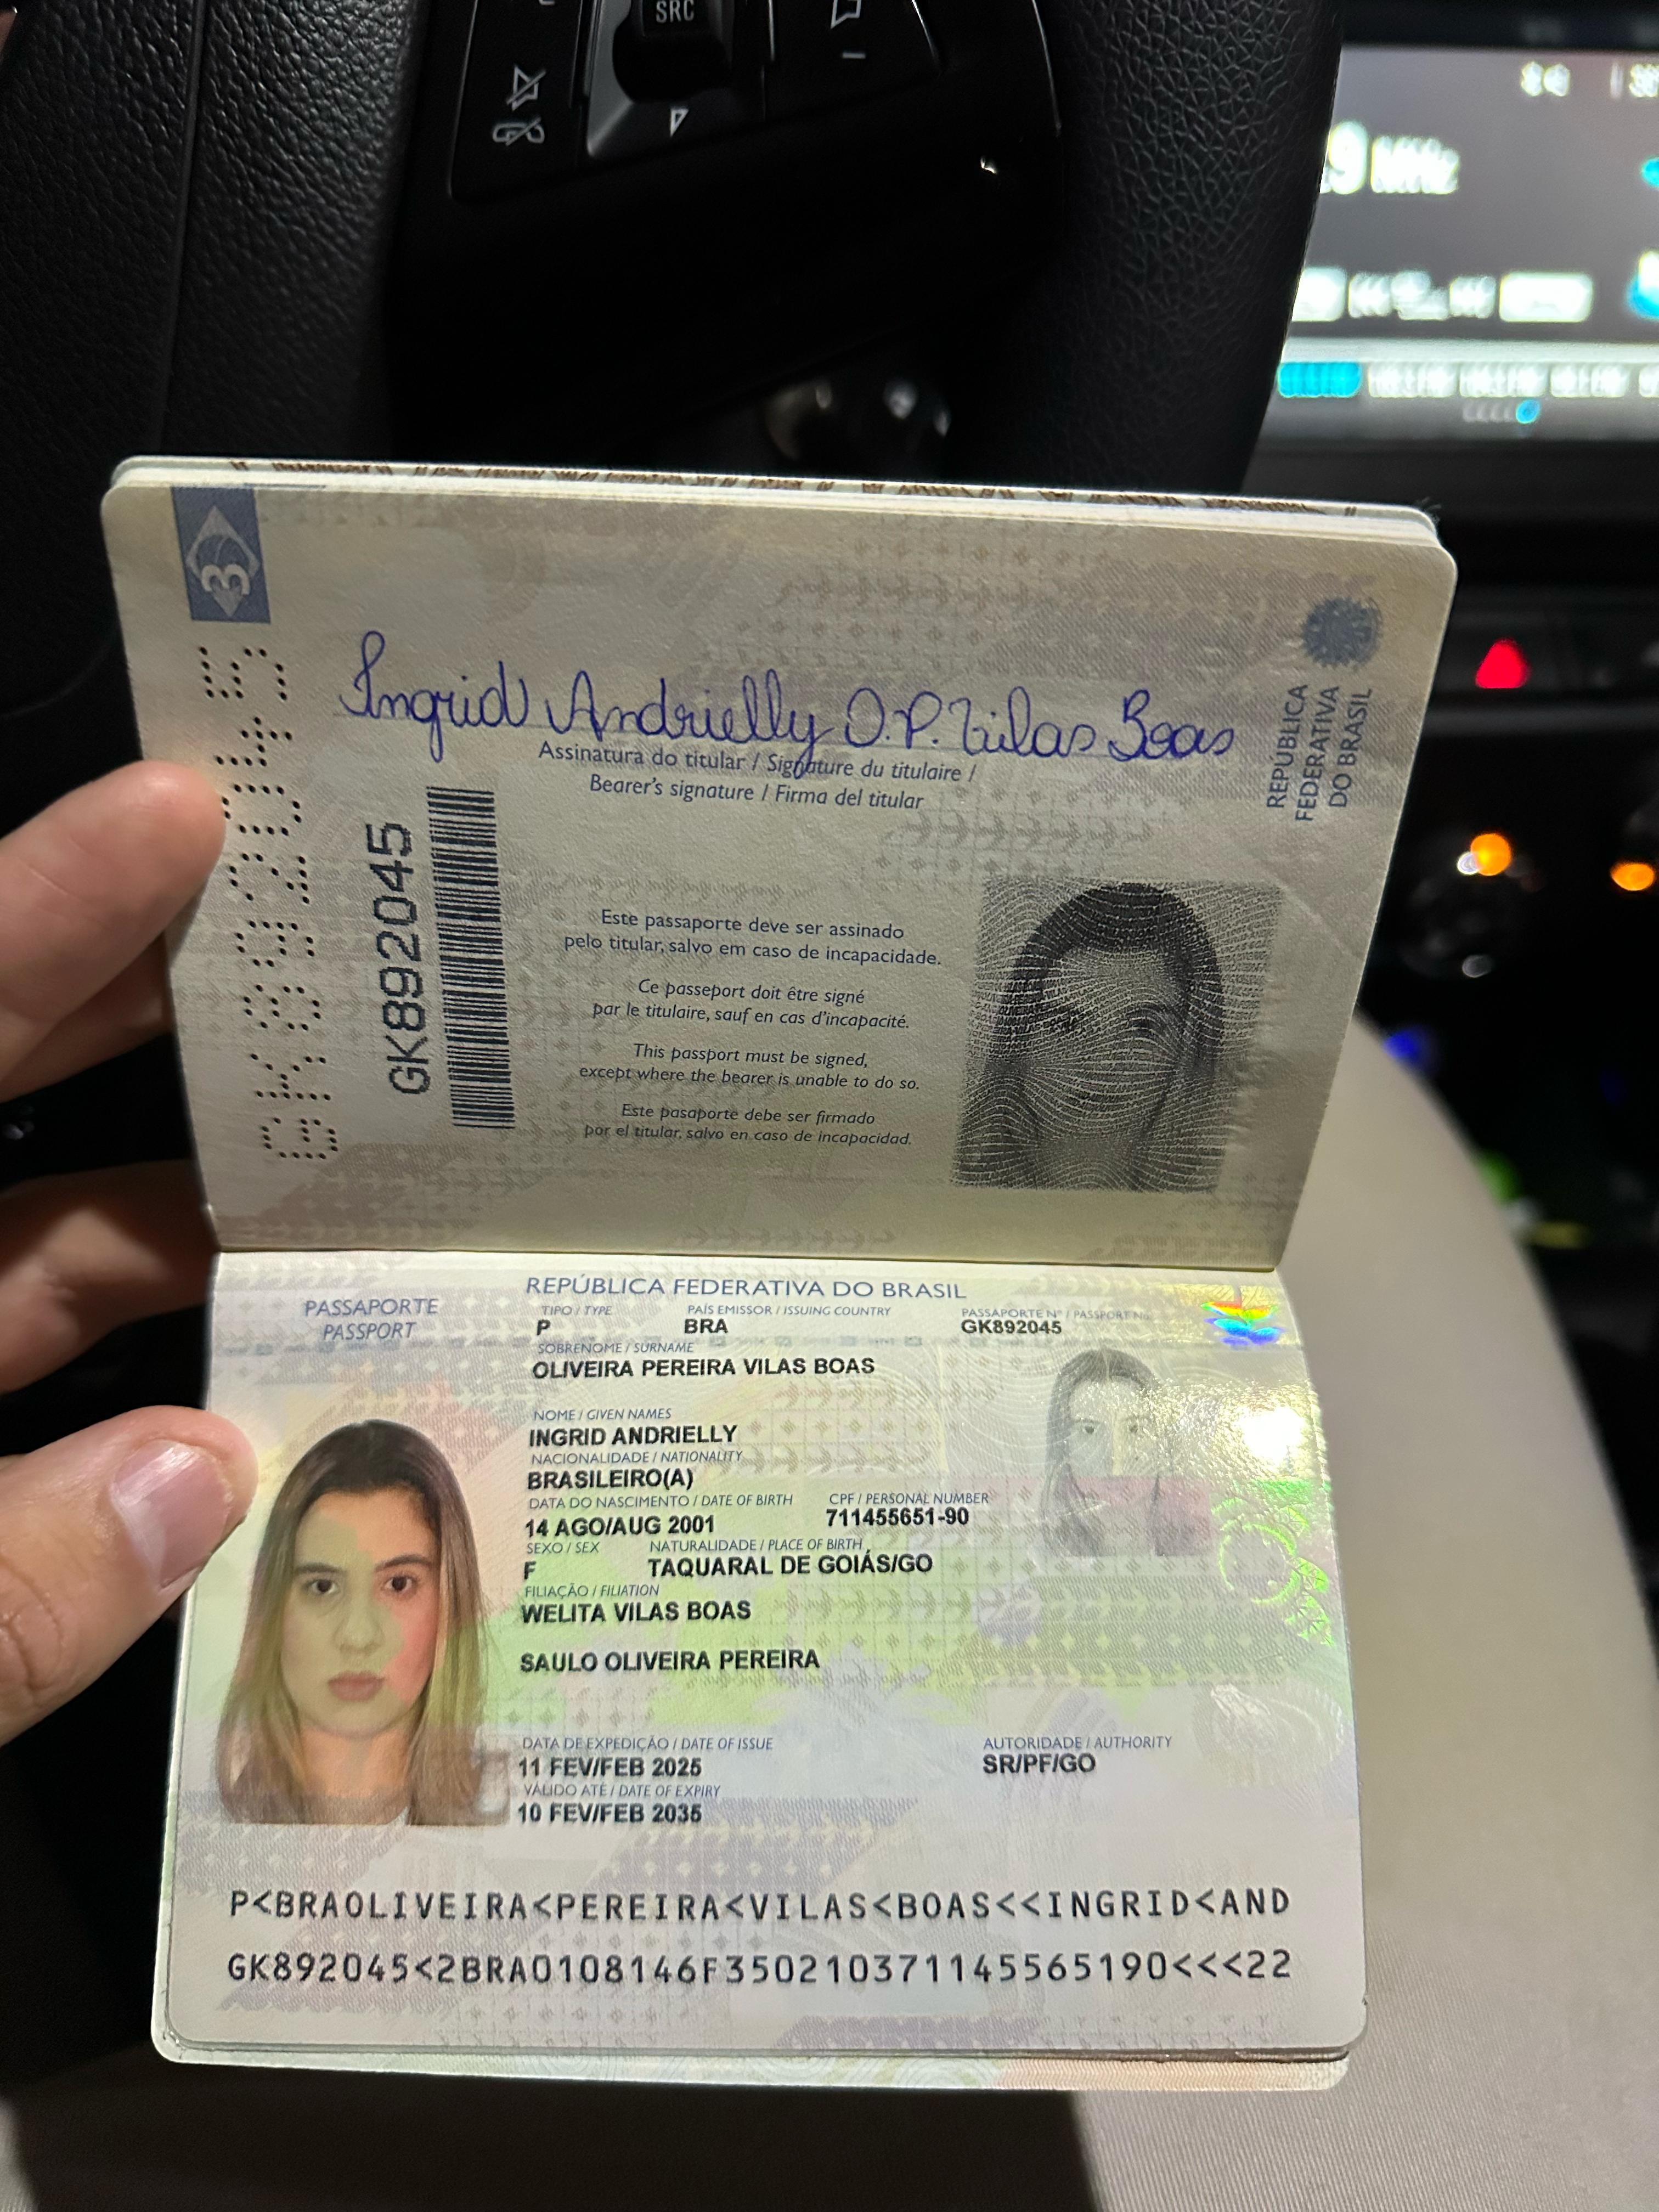 SRC
.9 MHz
3
GK892045
Ingrid Andrielly O.P. Vilas Boas
Assinatura do titular / Signature du titulaire /
Bearer's signature / Firma del titular
REPÚBLICA
FEDERATIVA
DO BRASIL
GK892045
Este passaporte deve ser assinado
pelo titular, salvo em caso de incapacidade.
Ce passeport doit être signé
par le titulaire, sauf en cas d'incapacité.
This passport must be signed,
except where the bearer is unable to do so.
Este pasaporte debe ser firmado
por el titular, salvo en caso de incapacidad.
REPÚBLICA FEDERATIVA DO BRASIL
PASSAPORTE
PASSPORT
TIPO / TYPE PAÍS EMISSOR / ISSUING COUNTRY PASSAPORTE Nº / PASSPORT No.
P BRA GK892045
SOBRENOME / SURNAME
OLIVEIRA PEREIRA VILAS BOAS
NOME / GIVEN NAMES
INGRID ANDRIELLY
NACIONALIDADE / NATIONALITY
BRASILEIRO(A)
DATA DO NASCIMENTO / DATE OF BIRTH CPF / PERSONAL NUMBER
14 AGO/AUG 2001 711455651-90
SEXO / SEX NATURALIDADE / PLACE OF BIRTH
F TAQUARAL DE GOIÁS/GO
FILIAÇÃO / FILIATION
WELITA VILAS BOAS
SAULO OLIVEIRA PEREIRA
DATA DE EXPEDIÇÃO / DATE OF ISSUE AUTORIDADE / AUTHORITY
11 FEV/FEB 2025 SR/PF/GO
VÁLIDO ATÉ / DATE OF EXPIRY
10 FEV/FEB 2035
P<BRAOLIVEIRA<PEREIRA<VILAS<BOAS<<INGRID<AND
GK892045<2BRA0108146F350210371145565190<<<22